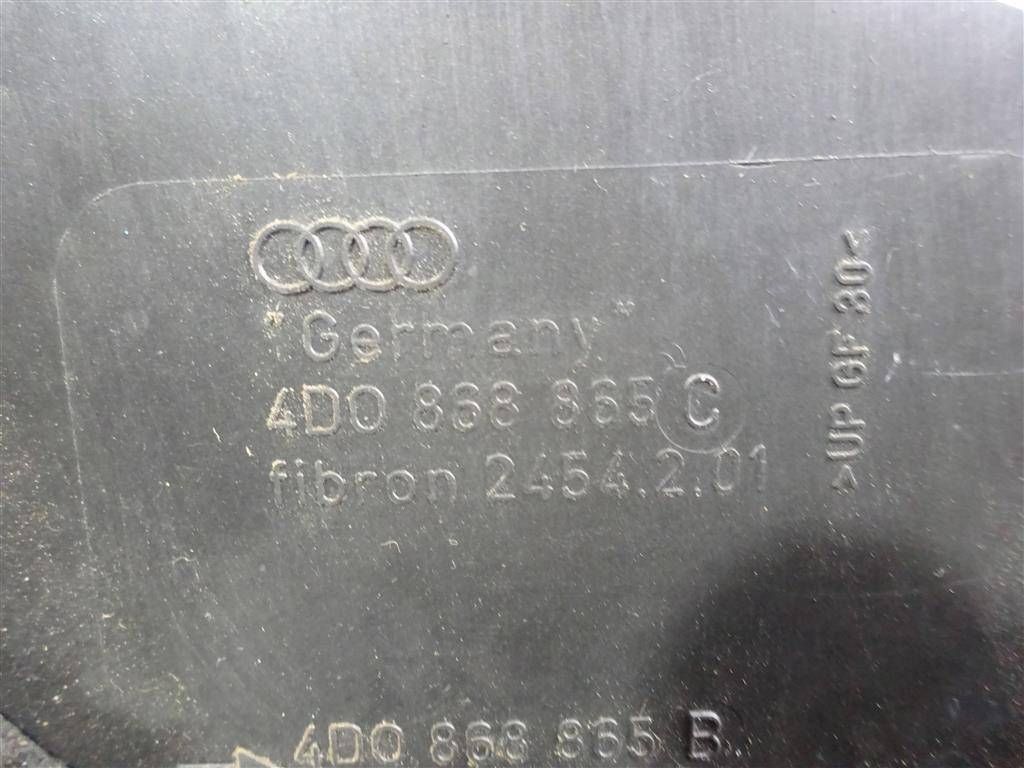 "Germany"
4D0 868 865 C
fibron 2454.2.01
>UP GF 30<
4D0 868 865 B